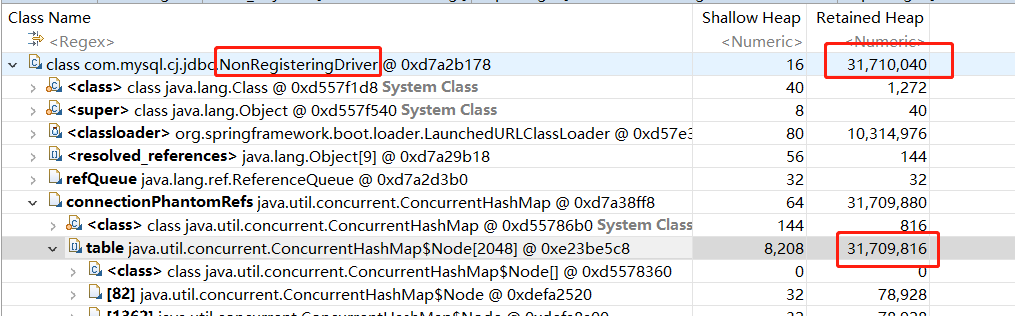 Class Name Shallow Heap Retained Heap
<Regex> <Numeric> <Numeric>
class com.mysql.cj.jdbc.NonRegisteringDriver @ 0xd7a2b178 16 31,710,040
<class> class java.lang.Class @ 0xd557f1d8 System Class 40 1,272
<super> class java.lang.Object @ 0xd557f540 System Class 8 40
<classloader> org.springframework.boot.loader.LaunchedURLClassLoader @ 0xd57e3 80 10,314,976
<resolved_references> java.lang.Object[9] @ 0xd7a29b18 56 144
refQueue java.lang.ref.ReferenceQueue @ 0xd7a2d3b0 32 32
connectionPhantomRefs java.util.concurrent.ConcurrentHashMap @ 0xd7a38ff8 64 31,709,880
<class> class java.util.concurrent.ConcurrentHashMap @ 0xd55786b0 System Class 144 816
table java.util.concurrent.ConcurrentHashMap$Node[2048] @ 0xe23be5c8 8,208 31,709,816
<class> class java.util.concurrent.ConcurrentHashMap$Node[] @ 0xd5578360 0 0
[82] java.util.concurrent.ConcurrentHashMap$Node @ 0xdefa2520 32 78,928